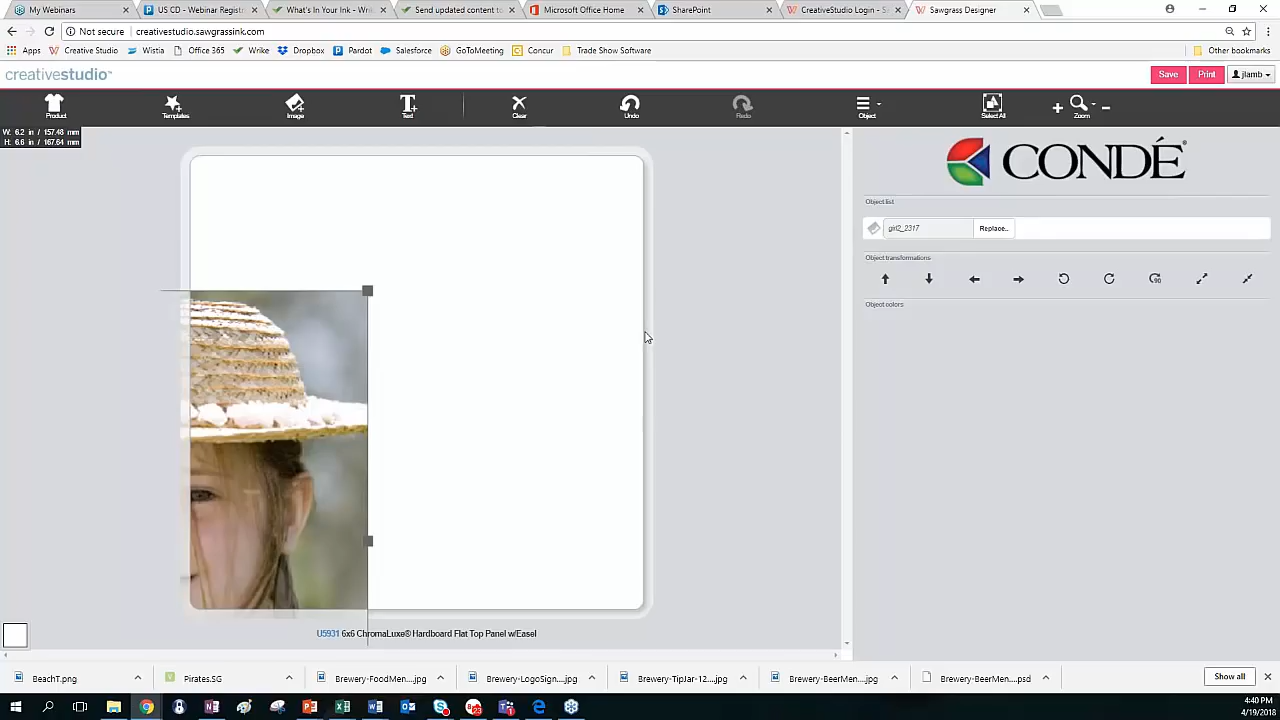 My Webinars
US CD - Webinar Regist
What's In Your Ink - Wri
Send updated content to
Microsoft Office Home
SharePoint
CreativeStudio Login - Sa
Sawgrass Designer
Not secure | creativestudio.sawgrassink.com
Apps Creative Studio Wistia Office 365 Wrike Dropbox Pardot Salesforce GoToMeeting Concur Trade Show Software Other bookmarks
creativestudio™ Save Print jlamb
Product Templates Image Text Clear Undo Redo Object Select All Zoom
W: 6.2 in / 157.48 mm
H: 6.6 in / 167.64 mm
CONDÉ®
Object list
girl2_2317 Replace..
Object transformations
90
Object colors
U5931 6x6 ChromaLuxe® Hardboard Flat Top Panel w/Easel
BeachT.png Pirates.SG Brewery-FoodMen....jpg Brewery-LogoSign....jpg Brewery-TipJar-12....jpg Brewery-BeerMen....jpg Brewery-BeerMen....psd Show all
4:40 PM
4/19/2018